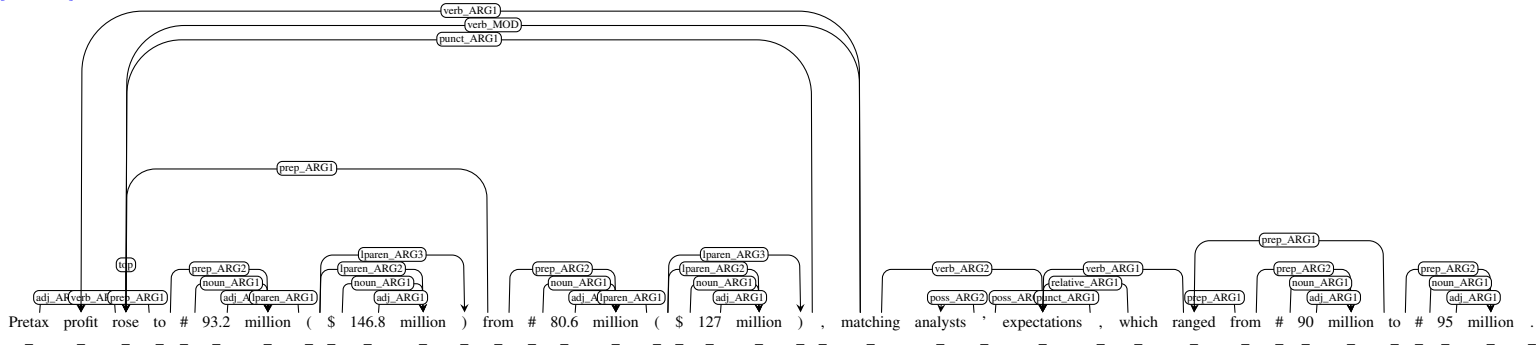 verb_ARG1
verb_MOD
punct_ARG1
prep_ARG1
prep_ARG1
lparen_ARG3 lparen_ARG3
top
prep_ARG2 lparen_ARG2 prep_ARG2 lparen_ARG2 verb_ARG2 verb_ARG1 prep_ARG2 prep_ARG2
noun_ARG1 noun_ARG1 noun_ARG1 noun_ARG1 relative_ARG1 noun_ARG1 noun_ARG1
prep_ARG1 lparen_ARG1 adj_ARG1 lparen_ARG1 adj_ARG1 poss_ARG2 punct_ARG1 prep_ARG1 adj_ARG1 adj_ARG1
Pretax profit rose to # 93.2 million ( $ 146.8 million ) from # 80.6 million ( $ 127 million ) , matching analysts ' expectations , which ranged from # 90 million to # 95 million .
_ _ _ _ _ _ _ _ _ _ _ _ _ _ _ _ _ _ _ _ _ _ _ _ _ _ _ _ _ _ _ _ _ _ _ _ _